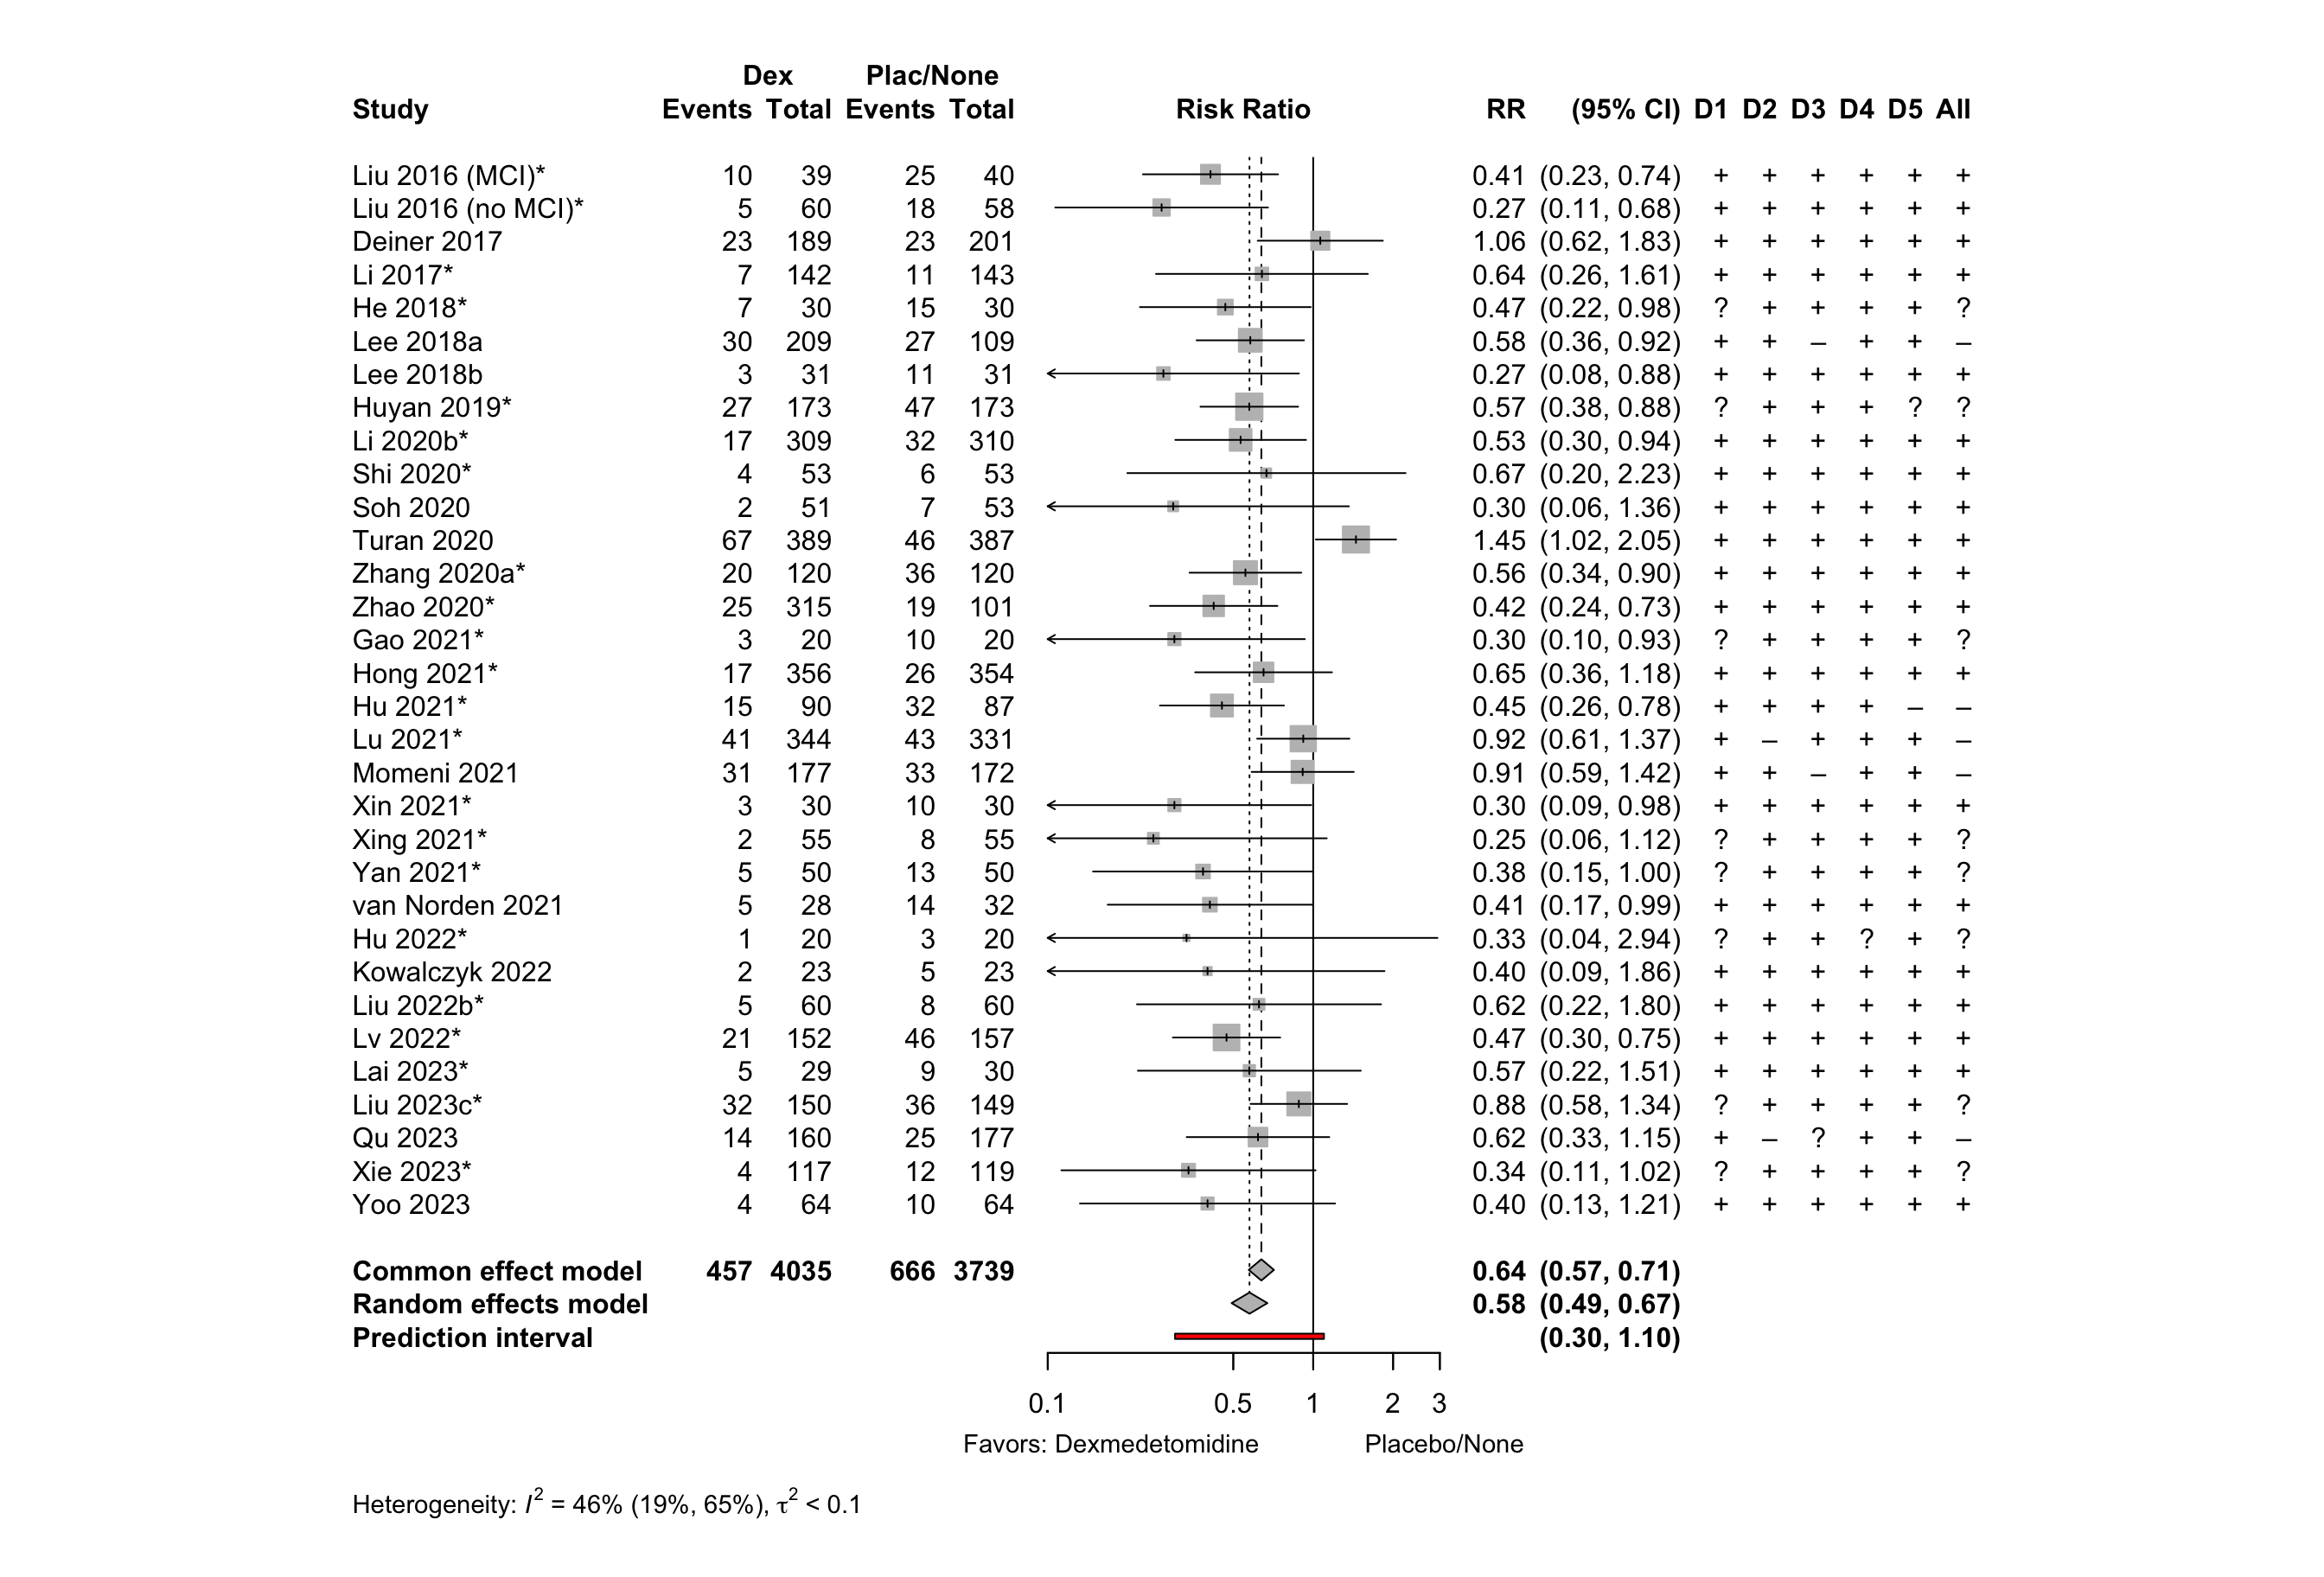 Dex Plac/None
Study Events Total Events Total Risk Ratio RR (95% CI) D1 D2 D3 D4 D5 All
Liu 2016 (MCI)* 10 39 25 40 0.41 (0.23, 0.74) + + + + + +
Liu 2016 (no MCI)* 5 60 18 58 0.27 (0.11, 0.68) + + + + + +
Deiner 2017 23 189 23 201 1.06 (0.62, 1.83) + + + + + +
Li 2017* 7 142 11 143 0.64 (0.26, 1.61) + + + + + +
He 2018* 7 30 15 30 0.47 (0.22, 0.98) ? + + + + ?
Lee 2018a 30 209 27 109 0.58 (0.36, 0.92) + + – + + –
Lee 2018b 3 31 11 31 0.27 (0.08, 0.88) + + + + + +
Huyan 2019* 27 173 47 173 0.57 (0.38, 0.88) ? + + + ? ?
Li 2020b* 17 309 32 310 0.53 (0.30, 0.94) + + + + + +
Shi 2020* 4 53 6 53 0.67 (0.20, 2.23) + + + + + +
Soh 2020 2 51 7 53 0.30 (0.06, 1.36) + + + + + +
Turan 2020 67 389 46 387 1.45 (1.02, 2.05) + + + + + +
Zhang 2020a* 20 120 36 120 0.56 (0.34, 0.90) + + + + + +
Zhao 2020* 25 315 19 101 0.42 (0.24, 0.73) + + + + + +
Gao 2021* 3 20 10 20 0.30 (0.10, 0.93) ? + + + + ?
Hong 2021* 17 356 26 354 0.65 (0.36, 1.18) + + + + + +
Hu 2021* 15 90 32 87 0.45 (0.26, 0.78) + + + + – –
Lu 2021* 41 344 43 331 0.92 (0.61, 1.37) + – + + + –
Momeni 2021 31 177 33 172 0.91 (0.59, 1.42) + + – + + –
Xin 2021* 3 30 10 30 0.30 (0.09, 0.98) + + + + + +
Xing 2021* 2 55 8 55 0.25 (0.06, 1.12) ? + + + + ?
Yan 2021* 5 50 13 50 0.38 (0.15, 1.00) ? + + + + ?
van Norden 2021 5 28 14 32 0.41 (0.17, 0.99) + + + + + +
Hu 2022* 1 20 3 20 0.33 (0.04, 2.94) ? + + ? + ?
Kowalczyk 2022 2 23 5 23 0.40 (0.09, 1.86) + + + + + +
Liu 2022b* 5 60 8 60 0.62 (0.22, 1.80) + + + + + +
Lv 2022* 21 152 46 157 0.47 (0.30, 0.75) + + + + + +
Lai 2023* 5 29 9 30 0.57 (0.22, 1.51) + + + + + +
Liu 2023c* 32 150 36 149 0.88 (0.58, 1.34) ? + + + + ?
Qu 2023 14 160 25 177 0.62 (0.33, 1.15) + – ? + + –
Xie 2023* 4 117 12 119 0.34 (0.11, 1.02) ? + + + + ?
Yoo 2023 4 64 10 64 0.40 (0.13, 1.21) + + + + + +
Common effect model 457 4035 666 3739 0.64 (0.57, 0.71)
Random effects model 0.58 (0.49, 0.67)
Prediction interval (0.30, 1.10)
0.1 0.5 1 2 3
Favors: Dexmedetomidine Placebo/None
Heterogeneity: I² = 46% (19%, 65%), τ² < 0.1